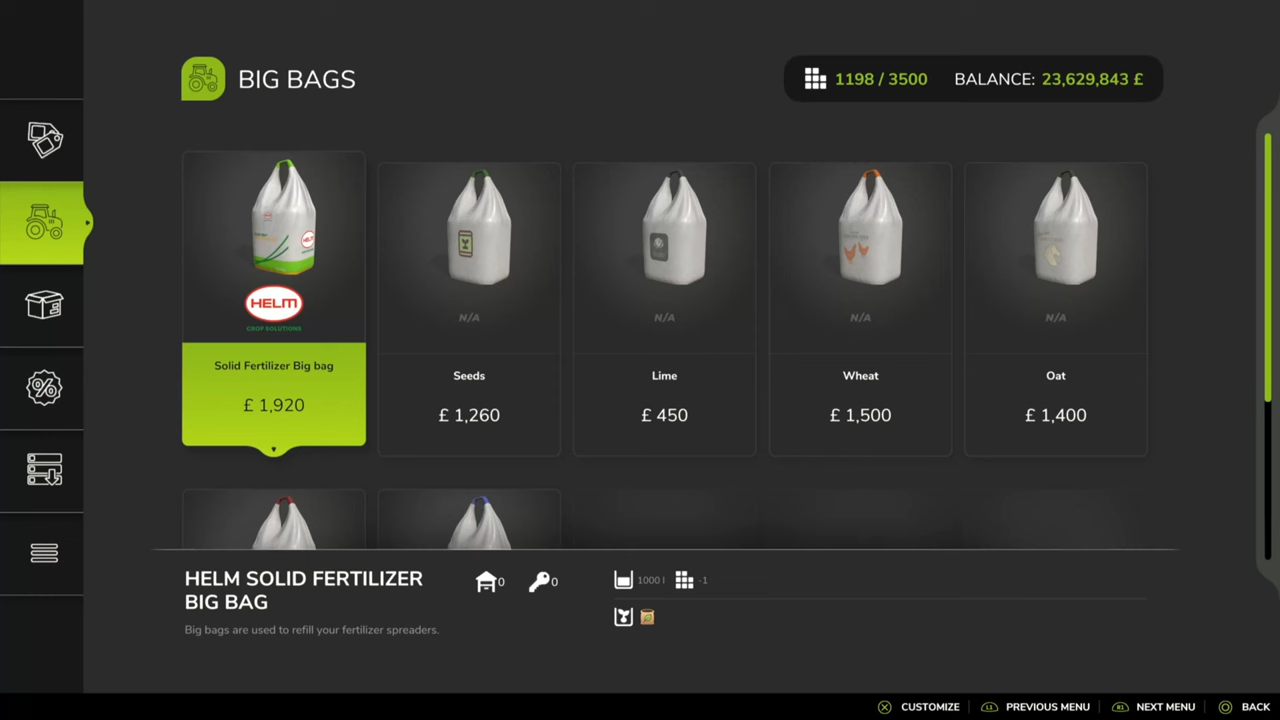 BIG BAGS
1198 / 3500
BALANCE: 23,629,843 £
HELM
CROP SOLUTIONS
Solid Fertilizer Big bag
£ 1,920
N/A
Seeds
£ 1,260
N/A
Lime
£ 450
N/A
Wheat
£ 1,500
N/A
Oat
£ 1,400
HELM SOLID FERTILIZER
BIG BAG
0
0
1000 l
-1
Big bags are used to refill your fertilizer spreaders.
CUSTOMIZE
L1 PREVIOUS MENU
R1 NEXT MENU
BACK